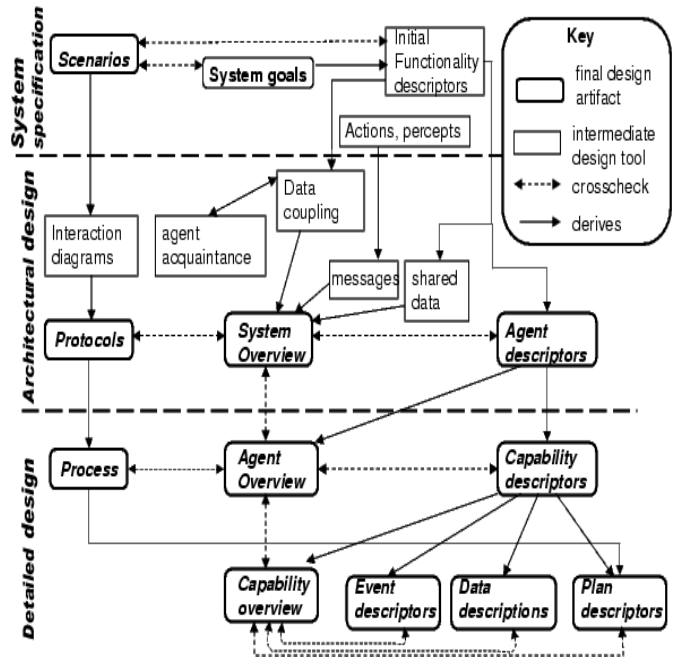 System
specification
Scenarios
System goals
Initial
Functionality
descriptors
Actions, percepts
Key
final design
artifact
intermediate
design tool
crosscheck
derives
Architectural design
Interaction
diagrams
agent
acquaintance
Data
coupling
messages
shared
data
Protocols
System
Overview
Agent
descriptors
Detailed design
Process
Agent
Overview
Capability
descriptors
Capability
overview
Event
descriptors
Data
descriptions
Plan
descriptors